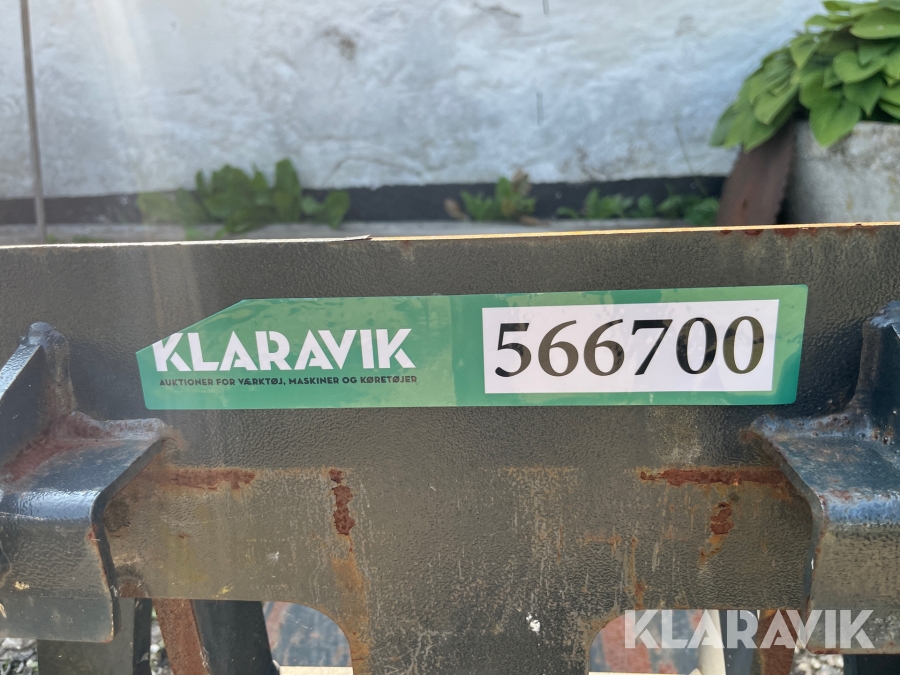 KLARAVIK
AUKTIONER FOR VÆRKTØJ, MASKINER OG KØRETØJER
566700
KLARAVIK